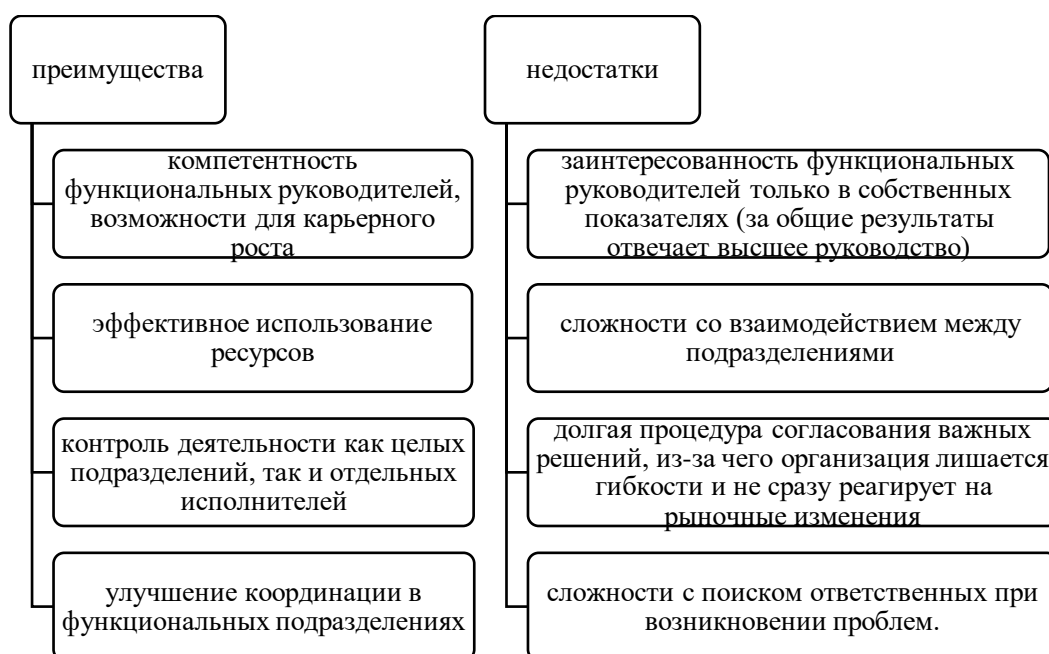 преимущества
компетентность
функциональных руководителей,
возможности для карьерного
роста
эффективное использование
ресурсов
контроль деятельности как целых
подразделений, так и отдельных
исполнителей
улучшение координации в
функциональных подразделениях
недостатки
заинтересованность функциональных
руководителей только в собственных
показателях (за общие результаты
отвечает высшее руководство)
сложности со взаимодействием между
подразделениями
долгая процедура согласования важных
решений, из-за чего организация лишается
гибкости и не сразу реагирует на
рыночные изменения
сложности с поиском ответственных при
возникновении проблем.